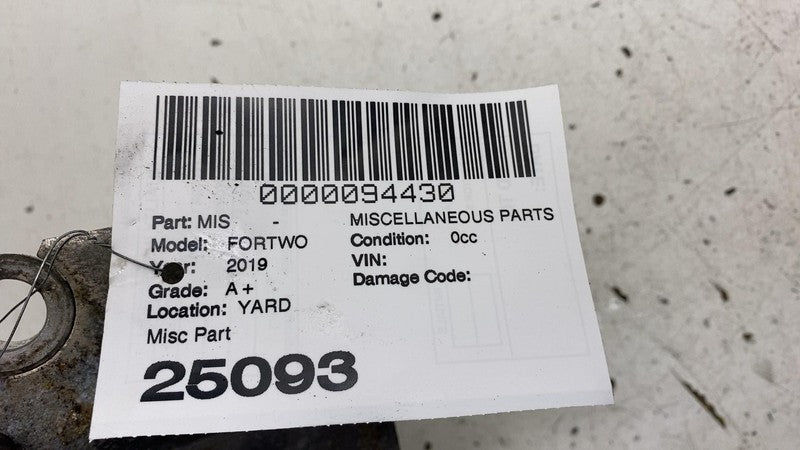 0000094430
Part: MIS - MISCELLANEOUS PARTS
Model: FORTWO Condition: 0cc
Year: 2019 VIN:
Grade: A+ Damage Code:
Location: YARD
Misc Part
25093